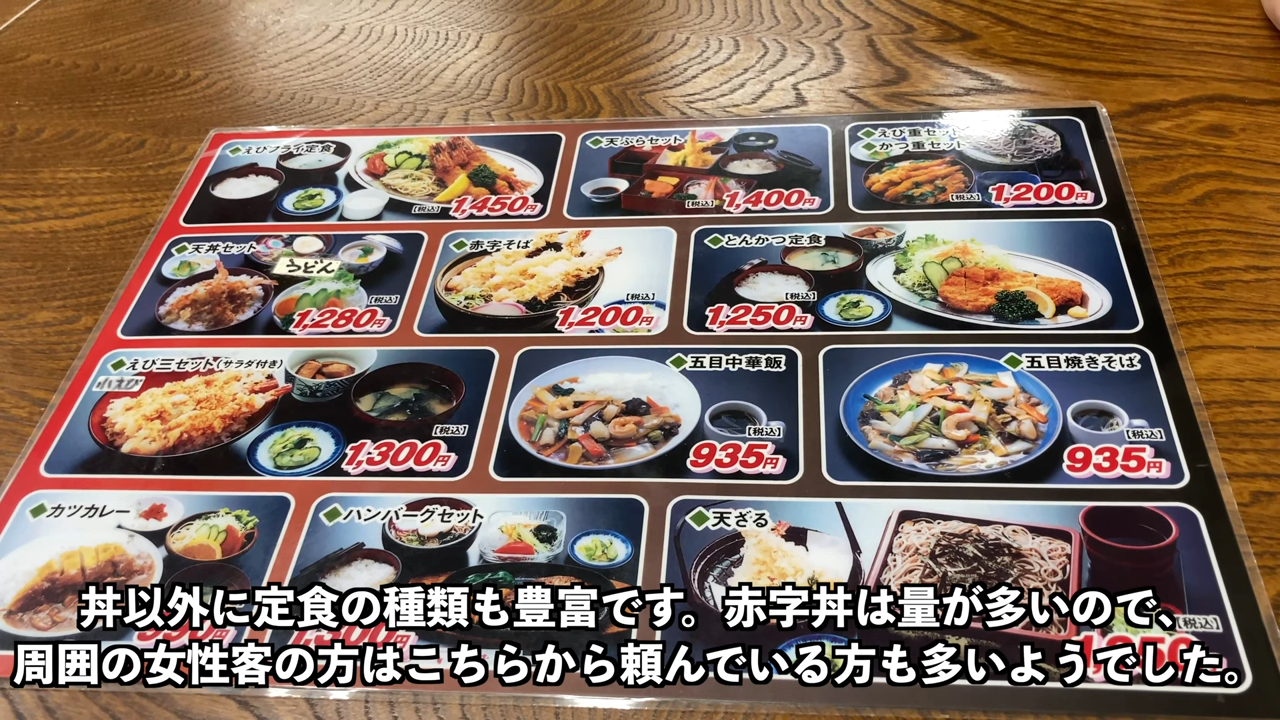 ◆えびフライ定食
【税込】1,450円
◆天ぷらセット
【税込】1,400円
◆えび重セット
◆かつ重セット
【税込】1,200円
◆天丼セット
うどん
【税込】
1,280円
◆赤字そば
【税込】
1,200円
◆とんかつ定食
【税込】
1,250円
◆えび三セット(サラダ付き)
小えび
【税込】
1,300円
◆五目中華飯
【税込】
935円
◆五目焼きそば
【税込】
935円
◆カツカレー
◆ハンバーグセット
1,300円
◆天ざる
【税込】
丼以外に定食の種類も豊富です。赤字丼は量が多いので、
周囲の女性客の方はこちらから頼んでいる方も多いようでした。